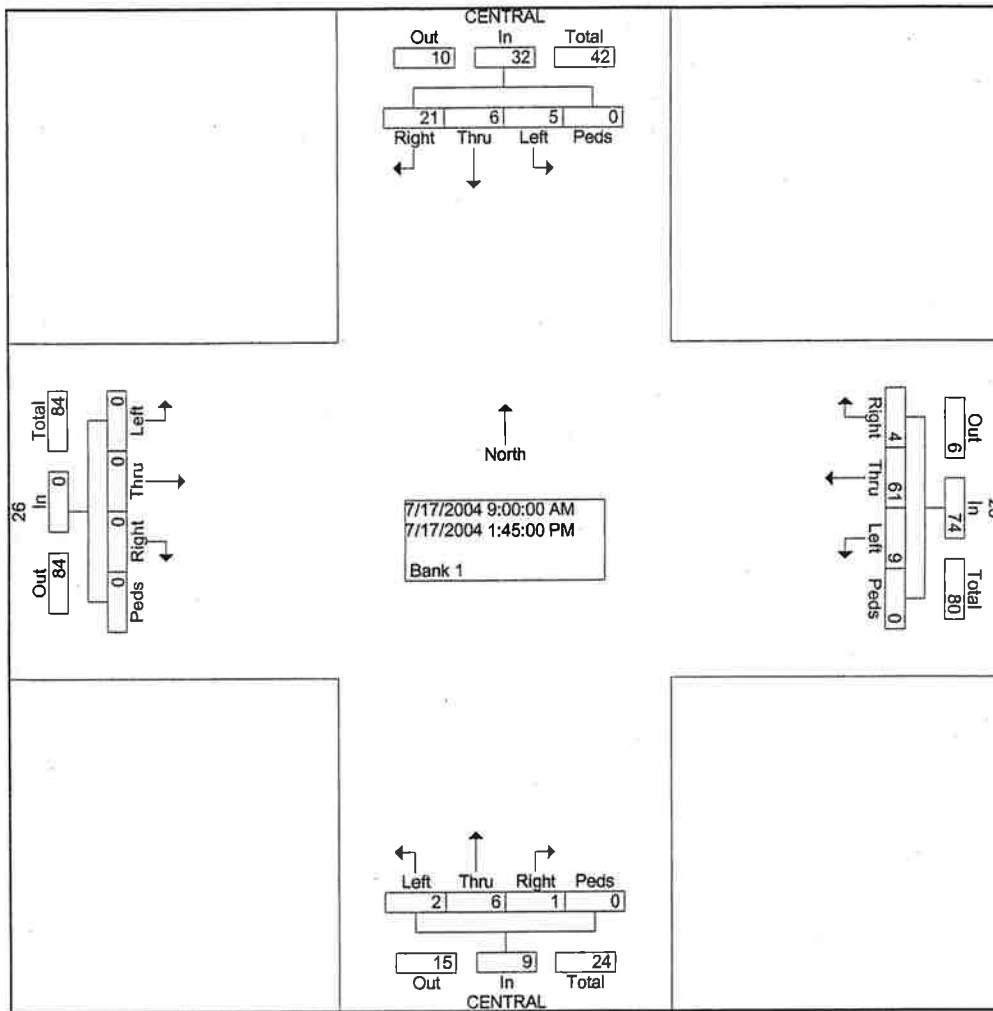 CENTRAL
Out In Total
10 32 42
21 6 5 0
Right Thru Left Peds
Total In Out
84 0 84
26
0 0 0 0
Left Thru Right Peds
North
7/17/2004 9:00:00 AM
7/17/2004 1:45:00 PM
Bank 1
Right Thru Left Peds
4 61 9 0
Out In Total
6 74 80
Left Thru Right Peds
2 6 1 0
15 9 24
Out In Total
CENTRAL